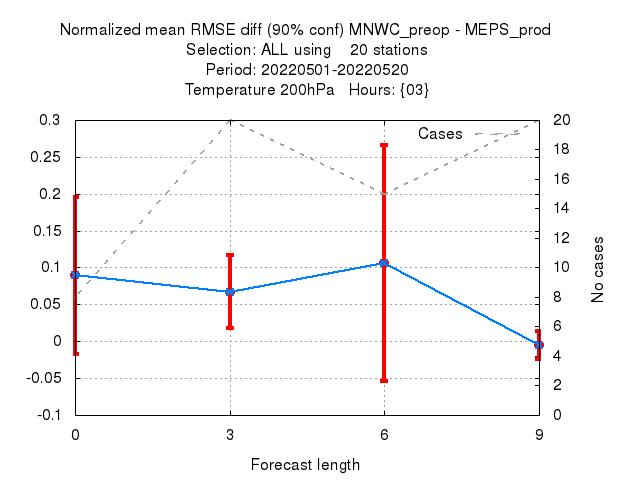 Normalized mean RMSE diff (90% conf) MNWC_preop - MEPS_prod
Selection: ALL using 20 stations
Period: 20220501-20220520
Temperature 200hPa Hours: {03}
Cases
0.3
0.25
0.2
0.15
0.1
0.05
0
-0.05
-0.1
20
18
16
14
12
10
8
6
4
2
0
No cases
0 3 6 9
Forecast length